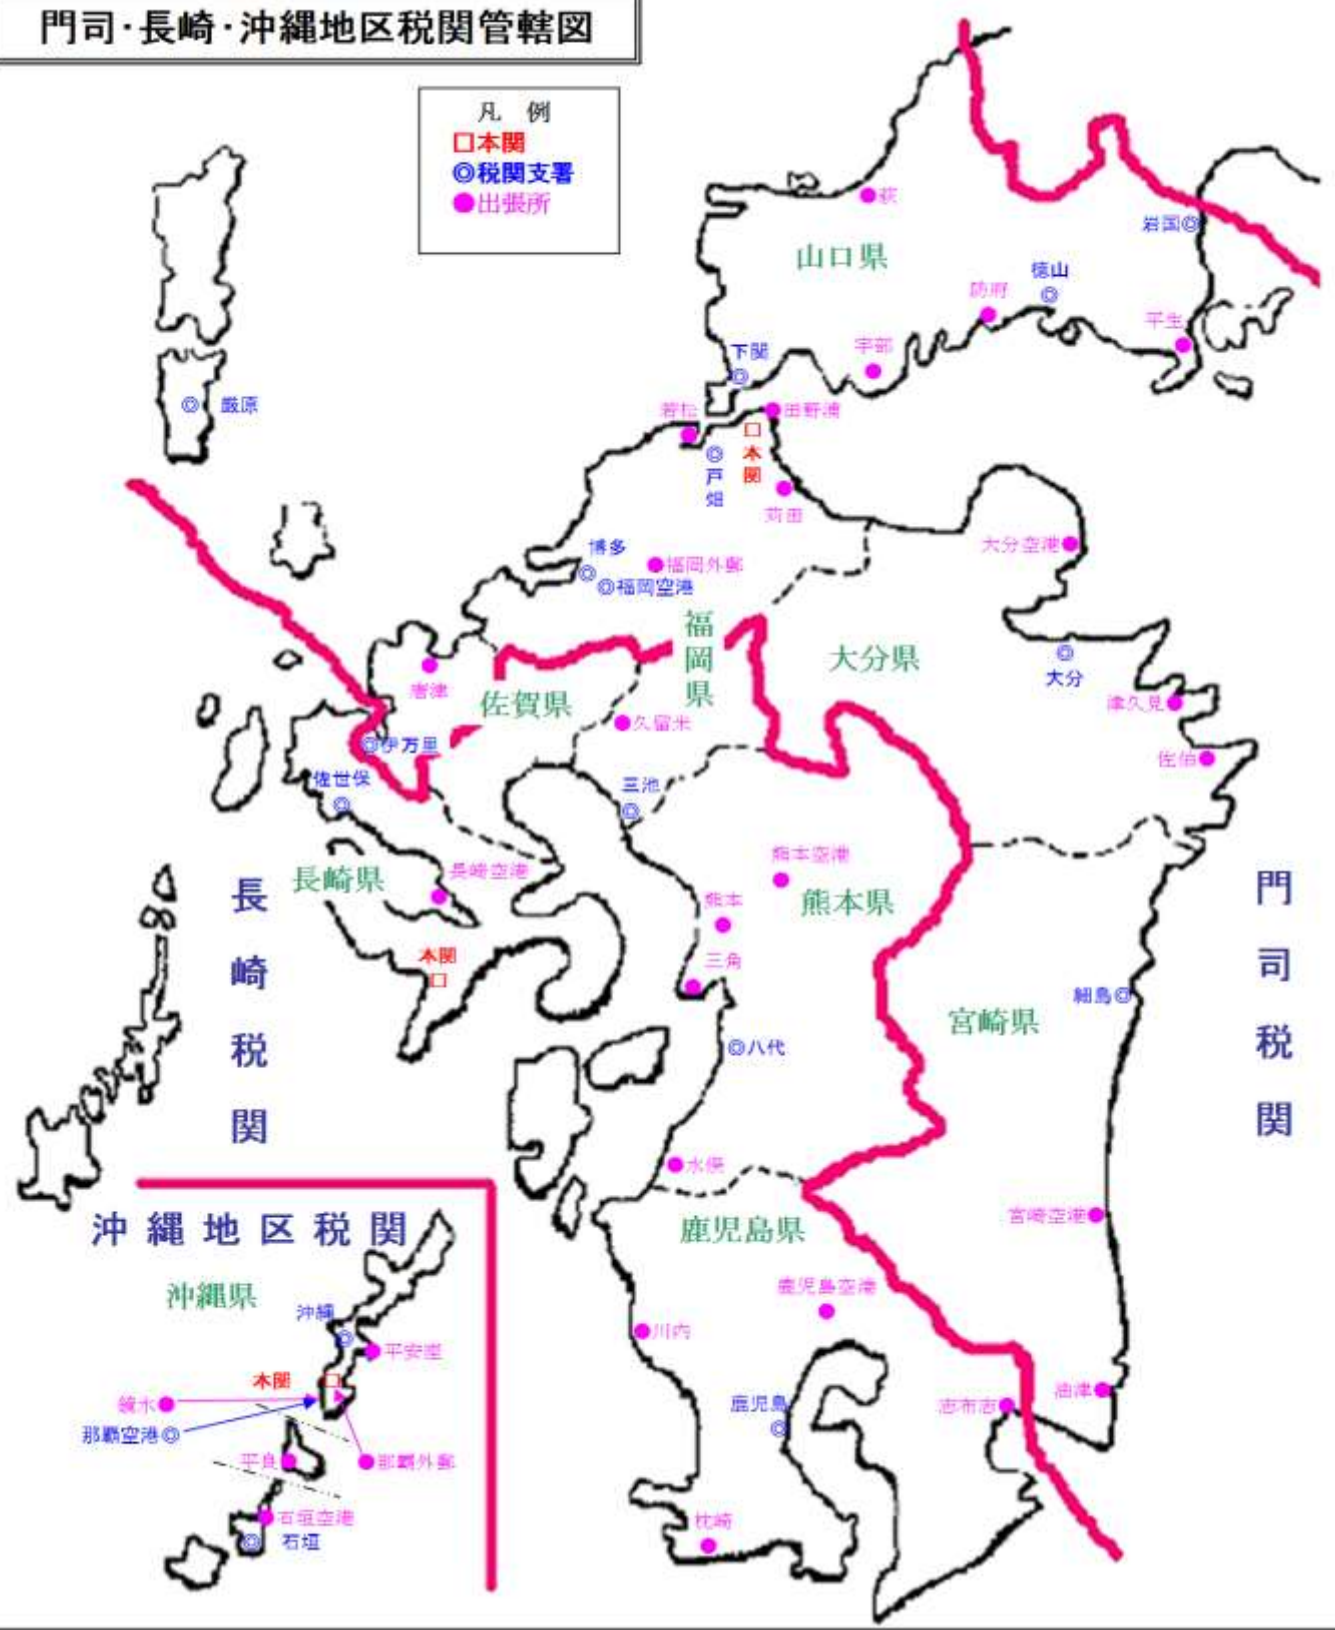 門司・長崎・沖縄地区税関管轄図
凡 例
□本関
◎税関支署
●出張所
萩
岩国◎
山口県
徳山
防府
平生
下関
宇部
厳原
若松
田野浦
本関
戸畑
苅田
大分空港
博多
福岡外郵
◎福岡空港
福岡県
大分県
大分
唐津
佐賀県
久留米
津久見
◎伊万里
佐伯
佐世保
三池
長崎県
長崎空港
熊本空港
熊本県
熊本
本関
三角
長崎税関
門司税関
細島◎
宮崎県
◎八代
水俣
沖縄地区税関
鹿児島県
宮崎空港
沖縄県
鹿児島空港
沖縄
川内
平安座
本関
鏡水
鹿児島
志布志
油津
那覇空港◎
平良
那覇外郵
石垣空港
石垣
枕崎